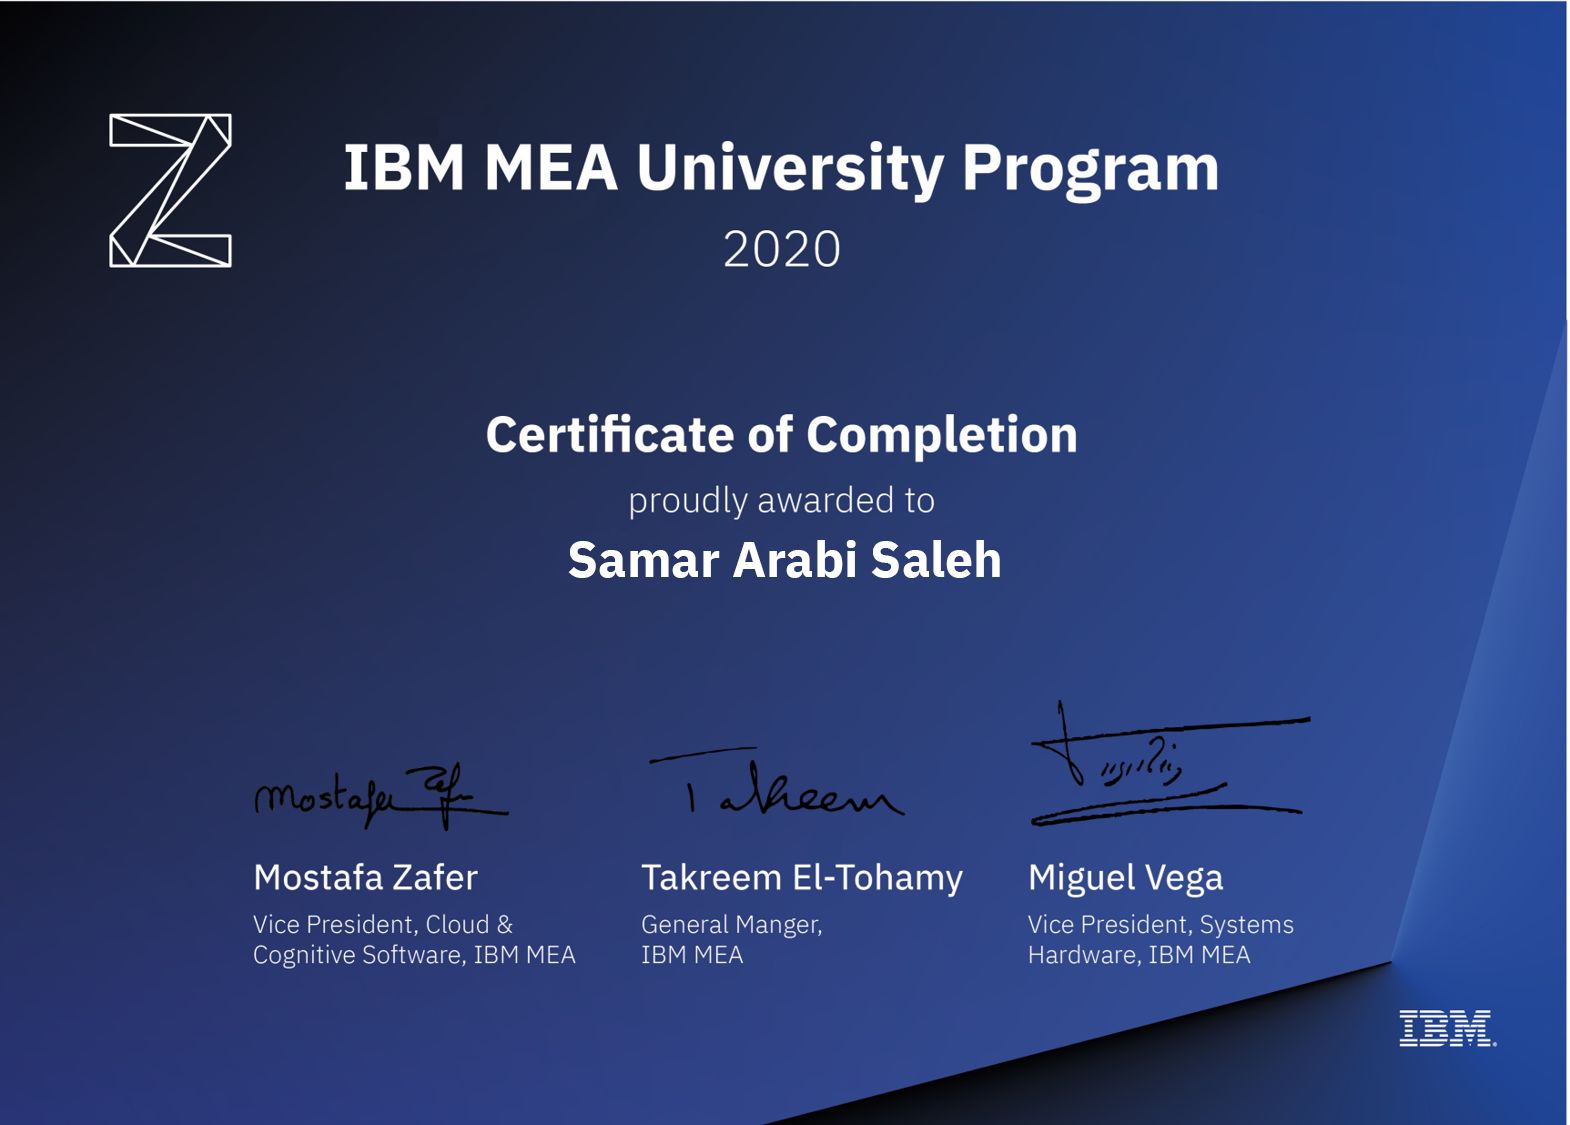 IBM MEA University Program
2020
Certificate of Completion
proudly awarded to
Samar Arabi Saleh
Mostafa Zafer
Takreem
Mostafa Zafer
Vice President, Cloud &
Cognitive Software, IBM MEA
Takreem El-Tohamy
General Manger,
IBM MEA
Miguel Vega
Vice President, Systems
Hardware, IBM MEA
IBM